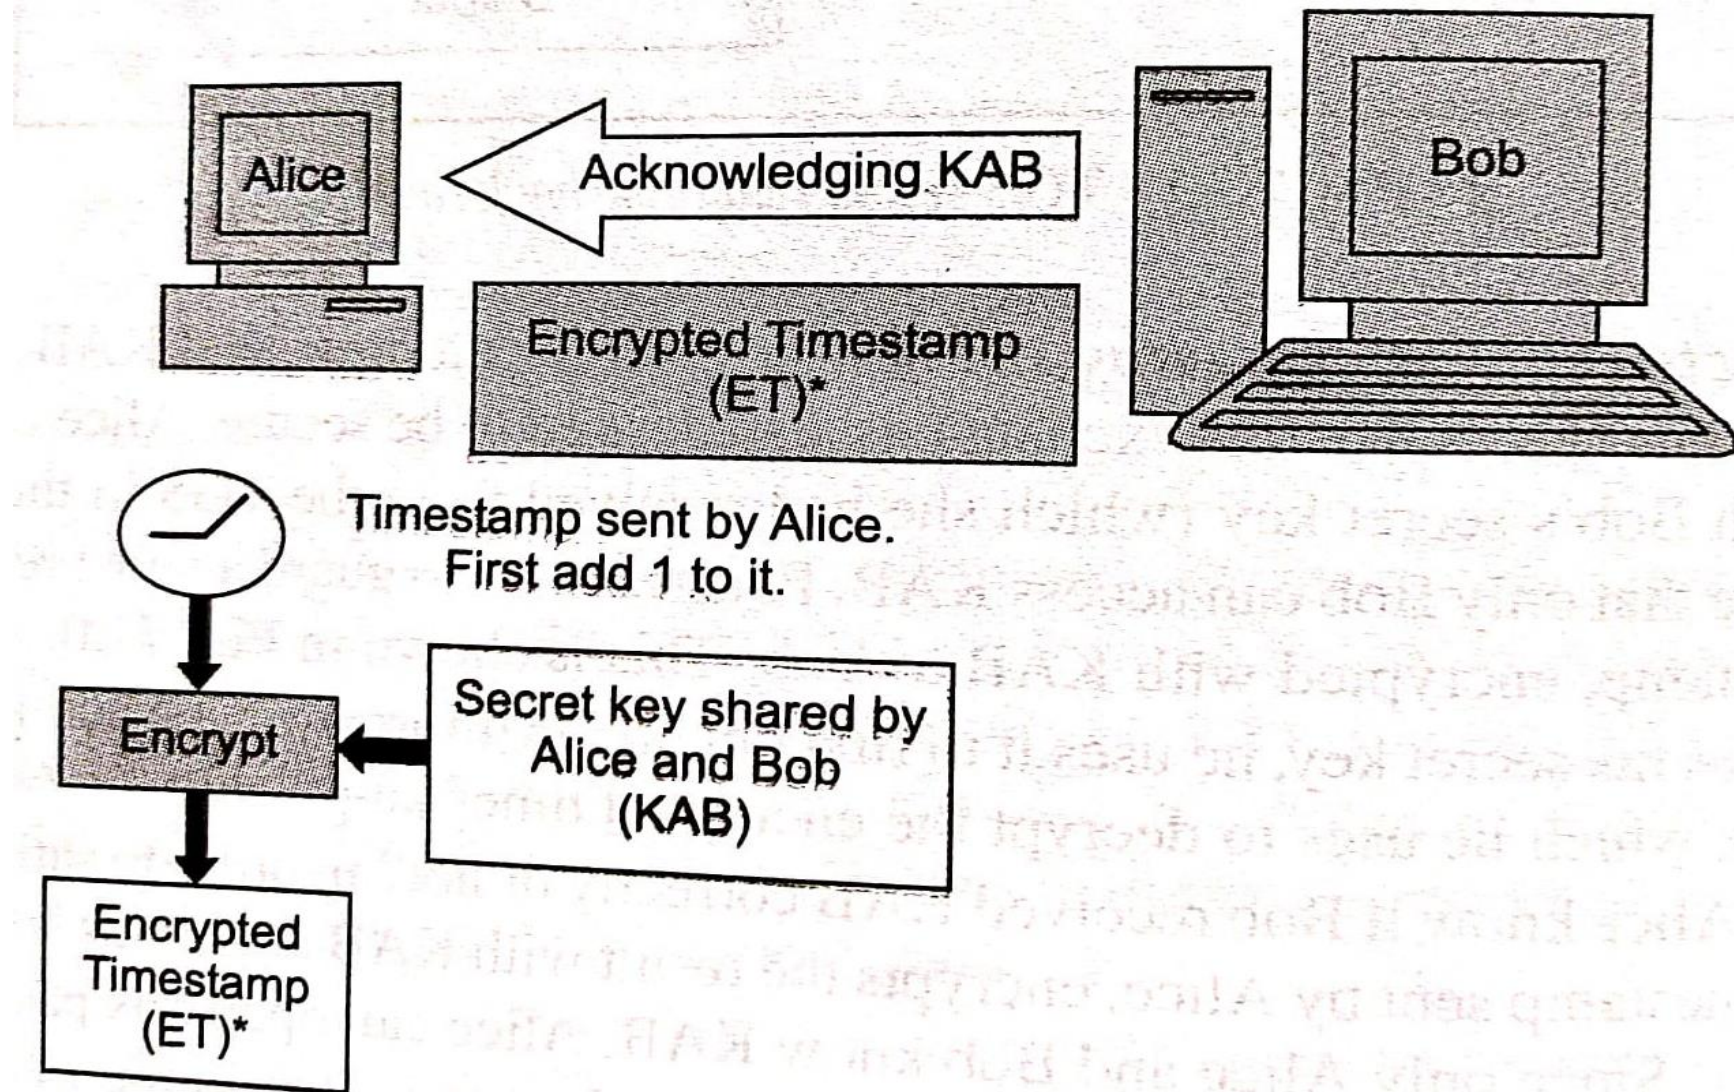 Alice
Acknowledging KAB
Bob
Encrypted Timestamp
(ET)*
Timestamp sent by Alice.
First add 1 to it.
Encrypt
Secret key shared by
Alice and Bob
(KAB)
Encrypted
Timestamp
(ET)*